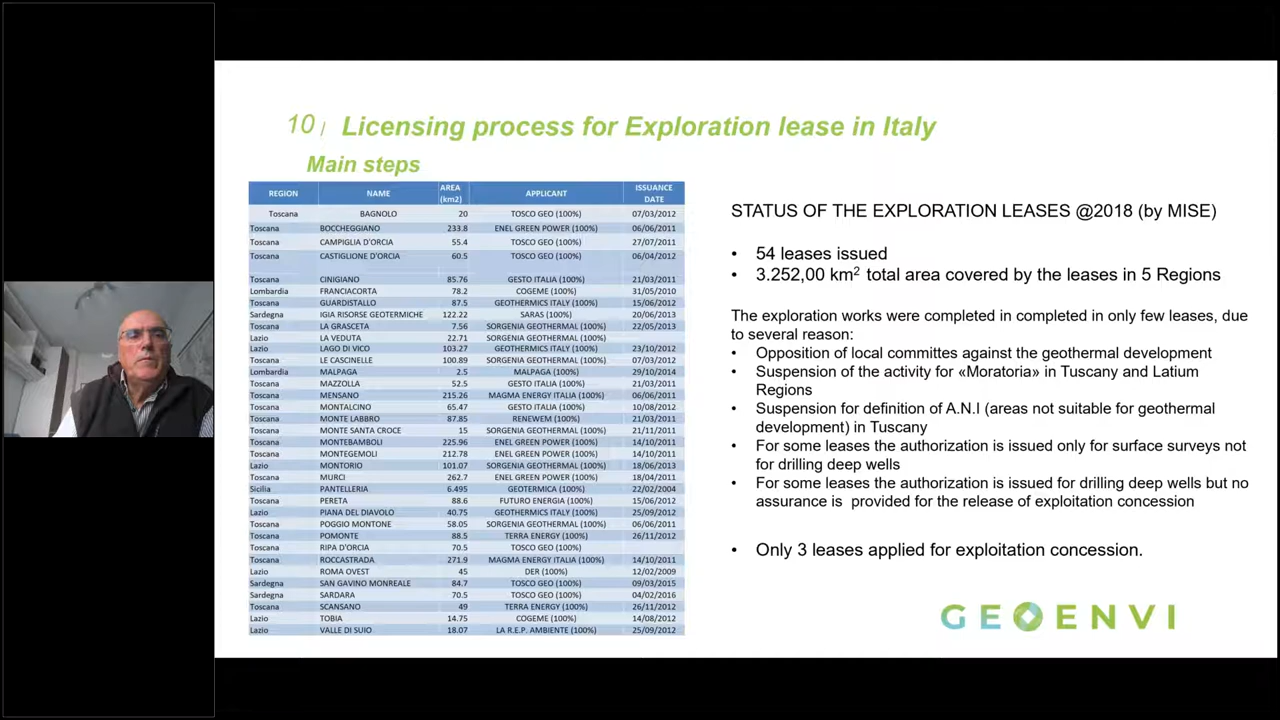 10 / Licensing process for Exploration lease in Italy
Main steps
REGION NAME AREA (km2) APPLICANT ISSUANCE DATE
Toscana BAGNOLO 20 TOSCO GEO (100%) 07/03/2012
Toscana BOCCHEGGIANO 233.8 ENEL GREEN POWER (100%) 06/06/2011
Toscana CAMPIGLIA D'ORCIA 55.4 TOSCO GEO (100%) 27/07/2011
Toscana CASTIGLIONE D'ORCIA 60.5 TOSCO GEO (100%) 06/04/2012
Toscana CINIGIANO 85.76 GESTO ITALIA (100%) 21/03/2011
Lombardia FRANCIACORTA 78.2 COGEME (100%) 31/05/2010
Toscana GUARDISTALLO 87.5 GEOTHERMICS ITALY (100%) 15/06/2012
Sardegna IGIA RISORSE GEOTERMICHE 122.22 SARAS (100%) 20/06/2013
Toscana LA GRASCETA 7.56 SORGENIA GEOTHERMAL (100%) 22/05/2013
Lazio LA VEDUTA 22.71 SORGENIA GEOTHERMAL (100%)
Lazio LAGO DI VICO 103.27 GEOTHERMICS ITALY (100%) 23/10/2012
Toscana LE CASCINELLE 100.89 SORGENIA GEOTHERMAL (100%) 07/03/2012
Lombardia MALPAGA 2.5 MALPAGA (100%) 29/10/2014
Toscana MAZZOLLA 52.5 GESTO ITALIA (100%) 21/03/2011
Toscana MENSANO 215.26 MAGMA ENERGY ITALIA (100%) 06/06/2011
Toscana MONTALCINO 65.47 GESTO ITALIA (100%) 10/08/2012
Toscana MONTE LABBRO 87.85 RENEWEM (100%) 21/03/2011
Toscana MONTE SANTA CROCE 15 SORGENIA GEOTHERMAL (100%) 21/11/2011
Toscana MONTEBAMBOLI 225.96 ENEL GREEN POWER (100%) 14/10/2011
Toscana MONTEGEMOLI 212.78 ENEL GREEN POWER (100%) 14/10/2011
Lazio MONTORIO 101.07 SORGENIA GEOTHERMAL (100%) 18/06/2013
Toscana MURCI 262.7 ENEL GREEN POWER (100%) 18/04/2011
Sicilia PANTELLERIA 6.495 GEOTERMICA (100%) 22/02/2004
Toscana PERETA 88.6 FUTURO ENERGIA (100%) 15/06/2012
Lazio PIANA DEL DIAVOLO 40.75 GEOTHERMICS ITALY (100%) 25/09/2012
Toscana POGGIO MONTONE 58.05 SORGENIA GEOTHERMAL (100%) 06/06/2011
Toscana POMONTE 88.5 TERRA ENERGY (100%) 26/11/2012
Toscana RIPA D'ORCIA 70.5 TOSCO GEO (100%)
Toscana ROCCASTRADA 271.9 MAGMA ENERGY ITALIA (100%) 14/10/2011
Lazio ROMA OVEST 45 DER (100%) 12/02/2009
Sardegna SAN GAVINO MONREALE 84.7 TOSCO GEO (100%) 09/03/2015
Sardegna SARDARA 70.5 TOSCO GEO (100%) 04/02/2016
Toscana SCANSANO 49 TERRA ENERGY (100%) 26/11/2012
Lazio TOBIA 14.75 COGEME (100%) 14/08/2012
Lazio VALLE DI SUIO 18.07 LA R.E.P. AMBIENTE (100%) 25/09/2012
STATUS OF THE EXPLORATION LEASES @2018 (by MISE)
• 54 leases issued
• 3.252,00 km² total area covered by the leases in 5 Regions
The exploration works were completed in completed in only few leases, due
to several reason:
• Opposition of local committes against the geothermal development
• Suspension of the activity for «Moratoria» in Tuscany and Latium
Regions
• Suspension for definition of A.N.I (areas not suitable for geothermal
development) in Tuscany
• For some leases the authorization is issued only for surface surveys not
for drilling deep wells
• For some leases the authorization is issued for drilling deep wells but no
assurance is provided for the release of exploitation concession
• Only 3 leases applied for exploitation concession.
GEOENVI